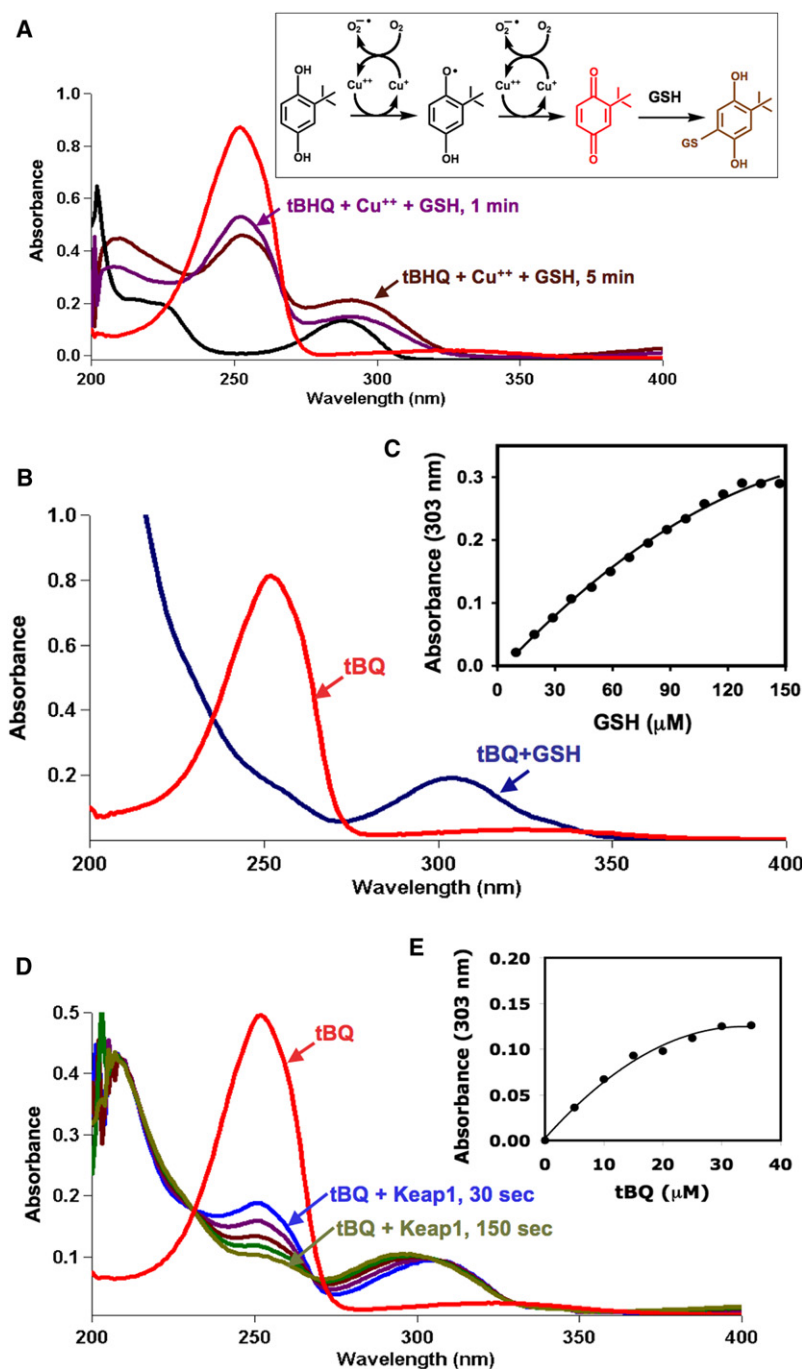 A
O₂⁻• O₂ O₂⁻• O₂
Cu⁺⁺ Cu⁺ Cu⁺⁺ Cu⁺
OH O• O OH
GSH
OH OH O GS OH
Absorbance
1.0
0.8
0.6
0.4
0.2
0.0
tBHQ + Cu⁺⁺ + GSH, 1 min
tBHQ + Cu⁺⁺ + GSH, 5 min
200 250 300 350 400
Wavelength (nm)
B
Absorbance
1.0
0.8
0.6
0.4
0.2
tBQ
tBQ+GSH
200 250 300 350 400
Wavelength (nm)
C
Absorbance (303 nm)
0.3
0.2
0.1
0.0
0 30 60 90 120 150
GSH (μM)
D
Absorbance
0.5
0.4
0.3
0.2
0.1
tBQ
tBQ + Keap1, 30 sec
tBQ + Keap1, 150 sec
200 250 300 350 400
Wavelength (nm)
E
Absorbance (303 nm)
0.20
0.15
0.10
0.05
0.00
0 10 20 30 40
tBQ (μM)